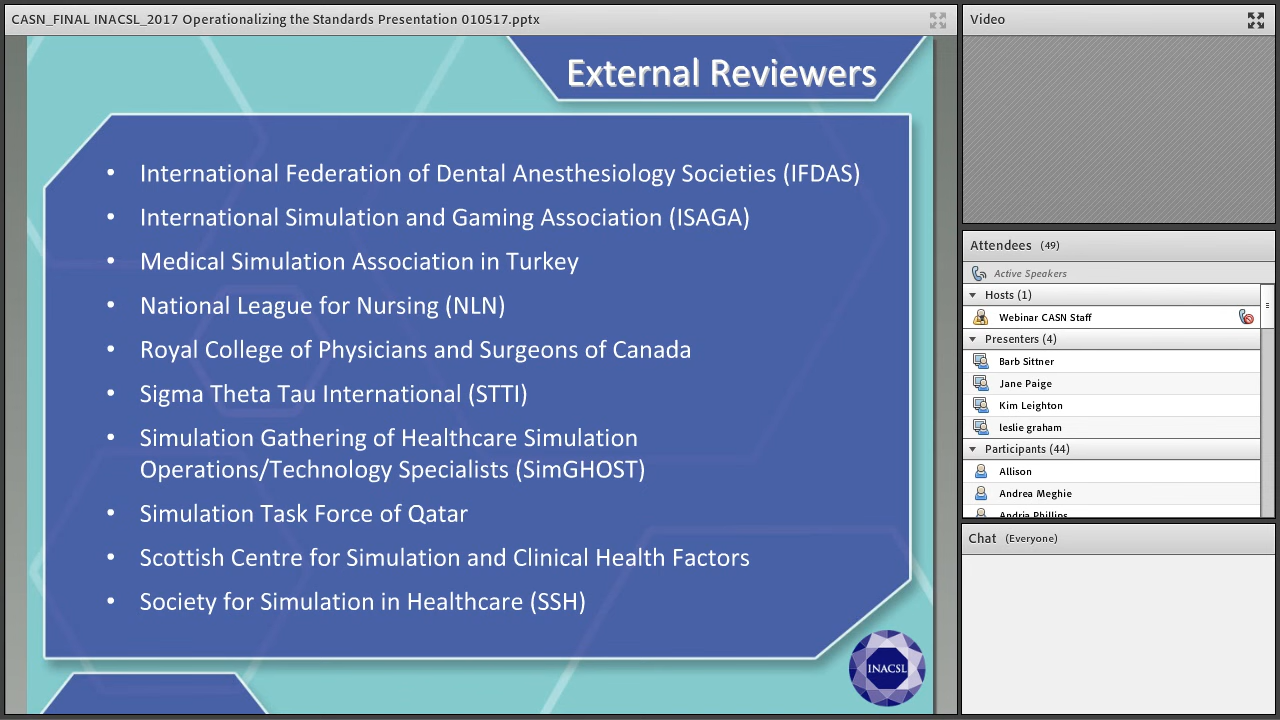 CASN_FINAL INACSL_2017 Operationalizing the Standards Presentation 010517.pptx
External Reviewers
• International Federation of Dental Anesthesiology Societies (IFDAS)
• International Simulation and Gaming Association (ISAGA)
• Medical Simulation Association in Turkey
• National League for Nursing (NLN)
• Royal College of Physicians and Surgeons of Canada
• Sigma Theta Tau International (STTI)
• Simulation Gathering of Healthcare Simulation
Operations/Technology Specialists (SimGHOST)
• Simulation Task Force of Qatar
• Scottish Centre for Simulation and Clinical Health Factors
• Society for Simulation in Healthcare (SSH)
INACSL
Video
Attendees (49)
Active Speakers
Hosts (1)
Webinar CASN Staff
Presenters (4)
Barb Sittner
Jane Paige
Kim Leighton
leslie graham
Participants (44)
Allison
Andrea Meghie
Andria Phillips
Chat (Everyone)